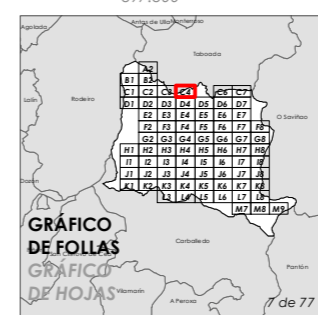 Antas de Ulla Monterroso
Agolada
Taboada
A2
B1 B2
C1 C2 C3 C4 C6 C7
Lalín Rodeiro D1 D2 D3 D4 D5 D6 D7
O Saviñao
E2 E3 E4 E5 E6 E7
F2 F3 F4 F5 F6 F7 F8
G2 G3 G4 G5 G6 G7 G8
H1 H2 H3 H4 H5 H6 H7 H8
I1 I2 I3 I4 I5 I6 I7 I8
J1 J2 J3 J4 J5 J6 J7 J8
Dozón
K1 K2 K3 K4 K5 K6 K7 K8
L3 L4 L5 L6 L7 L8
M7 M8 M9
GRÁFICO
DE FOLLAS
Carballedo
GRÁFICO
Pantón
DE HOJAS
Vilamarín
A Peroxa
7 de 77